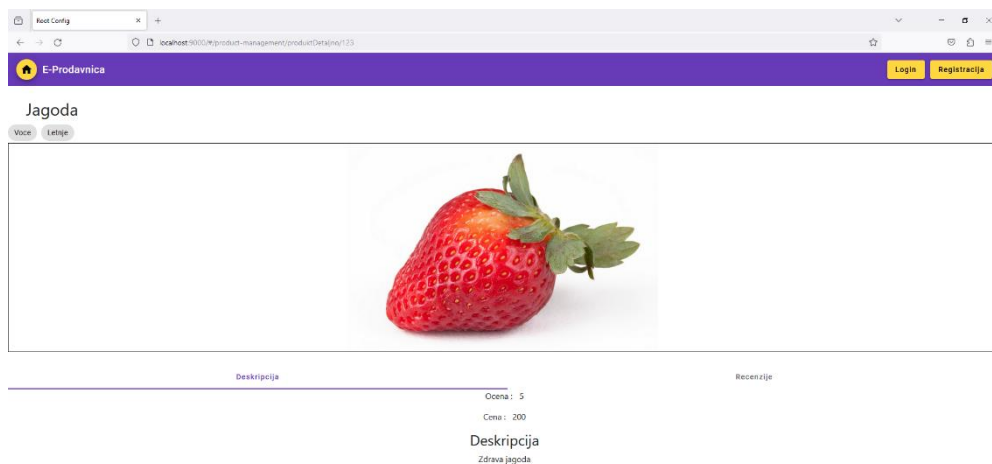 Root Config
localhost:9000/#/product-management/produktDetaljno/123
E-Prodavnica
Login
Registracija
Jagoda
Voce
Letnje
Deskripcija
Recenzije
Ocena : 5
Cena : 200
Deskripcija
Zdrava jagoda